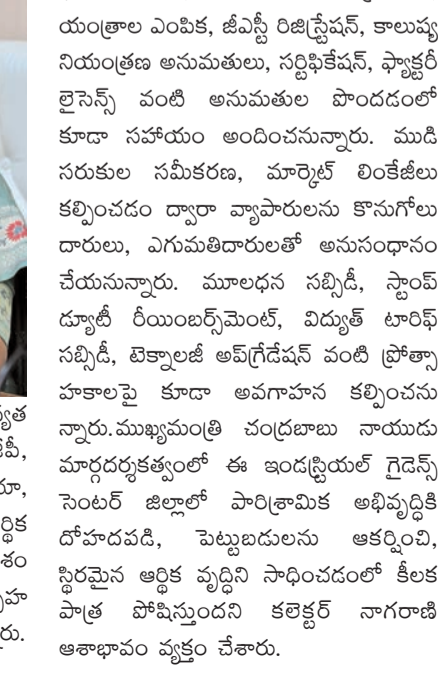 యంత్రాల ఎంపిక, జీఎస్టీ రిజిస్ట్రేషన్, కాలుష్య
నియంత్రణ అనుమతులు, సర్టిఫికేషన్, ఫ్యాక్టరీ
లైసెన్స్ వంటి అనుమతుల పొందడంలో
కూడా సహాయం అందించనున్నారు. ముడి
సరుకుల సమీకరణ, మార్కెట్ లింకేజీలు
కల్పించడం ద్వారా వ్యాపారులను కొనుగోలు
దారులు, ఎగుమతిదారులతో అనుసంధానం
చేయనున్నారు. మూలధన సబ్సిడీ, స్టాంప్
డ్యూటీ రీయింబర్స్‌మెంట్, విద్యుత్ టారిఫ్
సబ్సిడీ, టెక్నాలజీ అప్‌గ్రేడేషన్ వంటి ప్రోత్సా
హకాలపై కూడా అవగాహన కల్పించను
న్నారు.ముఖ్యమంత్రి చంద్రబాబు నాయుడు
మార్గదర్శకత్వంలో ఈ ఇండస్ట్రియల్ గైడెన్స్
సెంటర్ జిల్లాలో పారిశ్రామిక అభివృద్ధికి
దోహదపడి, పెట్టుబడులను ఆకర్షించి,
స్థిరమైన ఆర్థిక వృద్ధిని సాధించడంలో కీలక
పాత్ర పోషిస్తుందని కలెక్టర్ నాగరాణి
ఆశాభావం వ్యక్తం చేశారు.